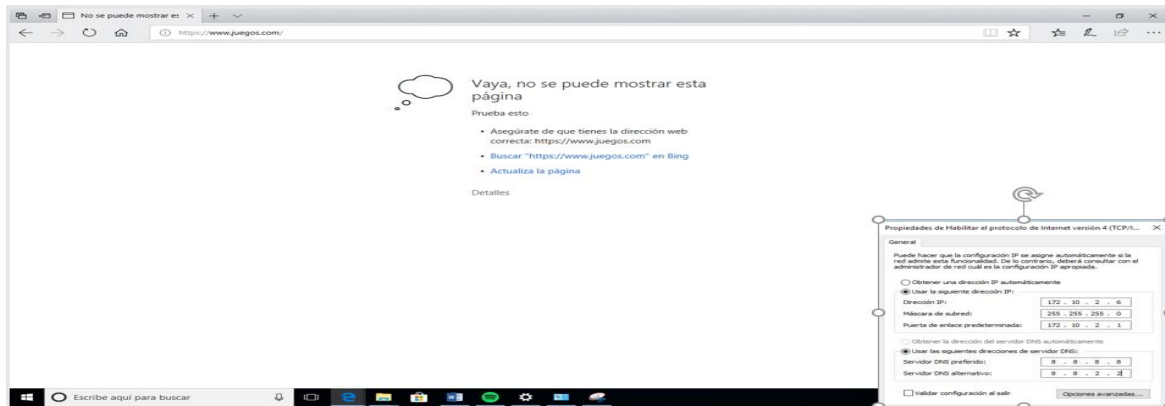 No se puede mostrar es
https://www.juegos.com/
Vaya, no se puede mostrar esta
página
Prueba esto
• Asegúrate de que tienes la dirección web
correcta: https://www.juegos.com
• Buscar "https://www.juegos.com" en Bing
• Actualiza la página
Detalles
Propiedades de Habilitar el protocolo de Internet versión 4 (TCP/I...
General
Puede hacer que la configuración IP se asigne automáticamente si la
red admite esta funcionalidad. De lo contrario, deberá consultar con el
administrador de red cuál es la configuración IP apropiada.
Obtener una dirección IP automáticamente
Usar la siguiente dirección IP:
Dirección IP: 172 . 10 . 2 . 6
Máscara de subred: 255 . 255 . 255 . 0
Puerta de enlace predeterminada: 172 . 10 . 2 . 1
Obtener la dirección del servidor DNS automáticamente
Usar las siguientes direcciones de servidor DNS:
Servidor DNS preferido: 8 . 8 . 8 . 8
Servidor DNS alternativo: 8 . 8 . 2 . 2
Validar configuración al salir
Opciones avanzadas...
Escribe aquí para buscar